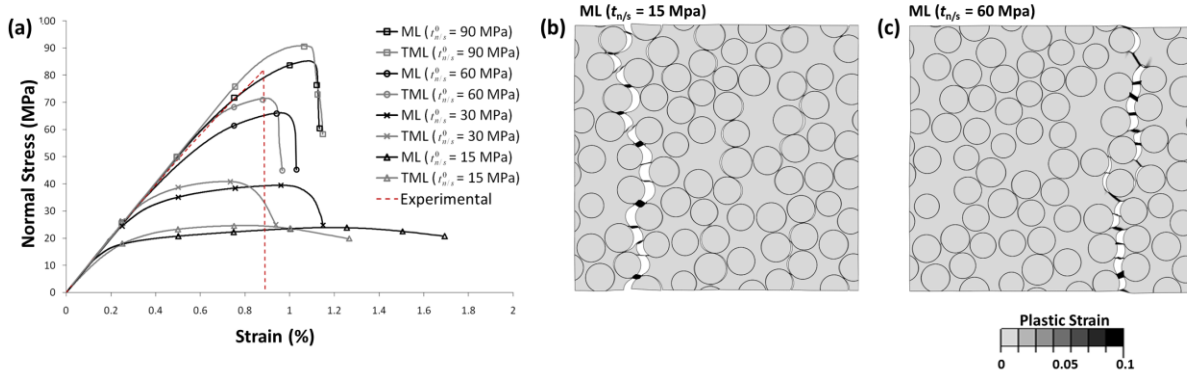 (a)
Normal Stress (MPa)
100
90
80
70
60
50
40
30
20
10
0
0 0.2 0.4 0.6 0.8 1 1.2 1.4 1.6 1.8 2
Strain (%)
ML (t⁰n/s = 90 MPa)
TML (t⁰n/s = 90 MPa)
ML (t⁰n/s = 60 MPa)
TML (t⁰n/s = 60 MPa)
ML (t⁰n/s = 30 MPa)
TML (t⁰n/s = 30 MPa)
ML (t⁰n/s = 15 MPa)
TML (t⁰n/s = 15 MPa)
Experimental
(b)
ML (tn/s = 15 Mpa)
(c)
ML (tn/s = 60 Mpa)
Plastic Strain
0 0.05 0.1